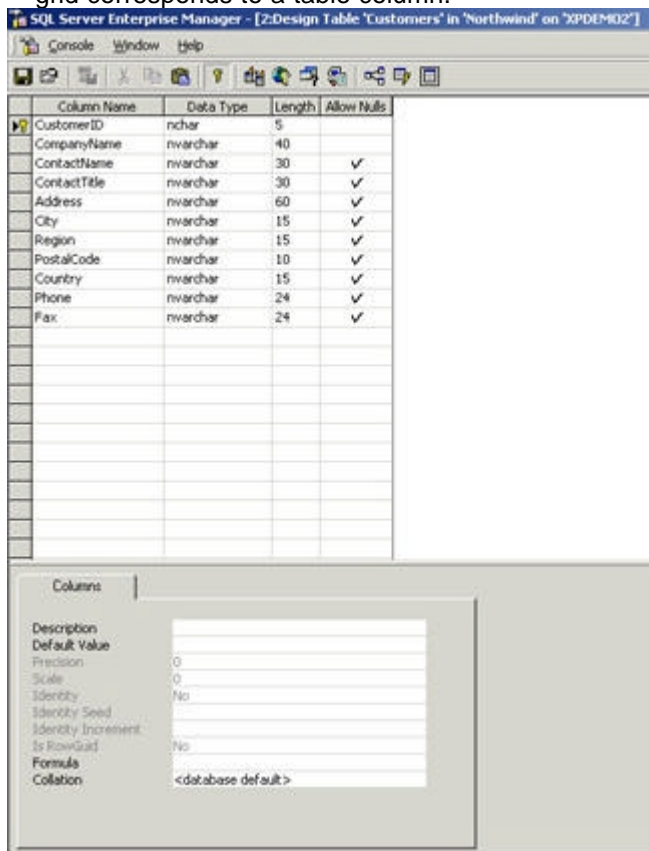 grid corresponds to a table column.
SQL Server Enterprise Manager - [2:Design Table 'Customers' in 'Northwind' on 'XPDEMO2']
Console Window Help
Column Name Data Type Length Allow Nulls
CustomerID nchar 5
CompanyName nvarchar 40
ContactName nvarchar 30
ContactTitle nvarchar 30
Address nvarchar 60
City nvarchar 15
Region nvarchar 15
PostalCode nvarchar 10
Country nvarchar 15
Phone nvarchar 24
Fax nvarchar 24
Columns
Description
Default Value
Precision 0
Scale 0
Identity No
Identity Seed
Identity Increment
Is RowGuid No
Formula
Collation <database default>